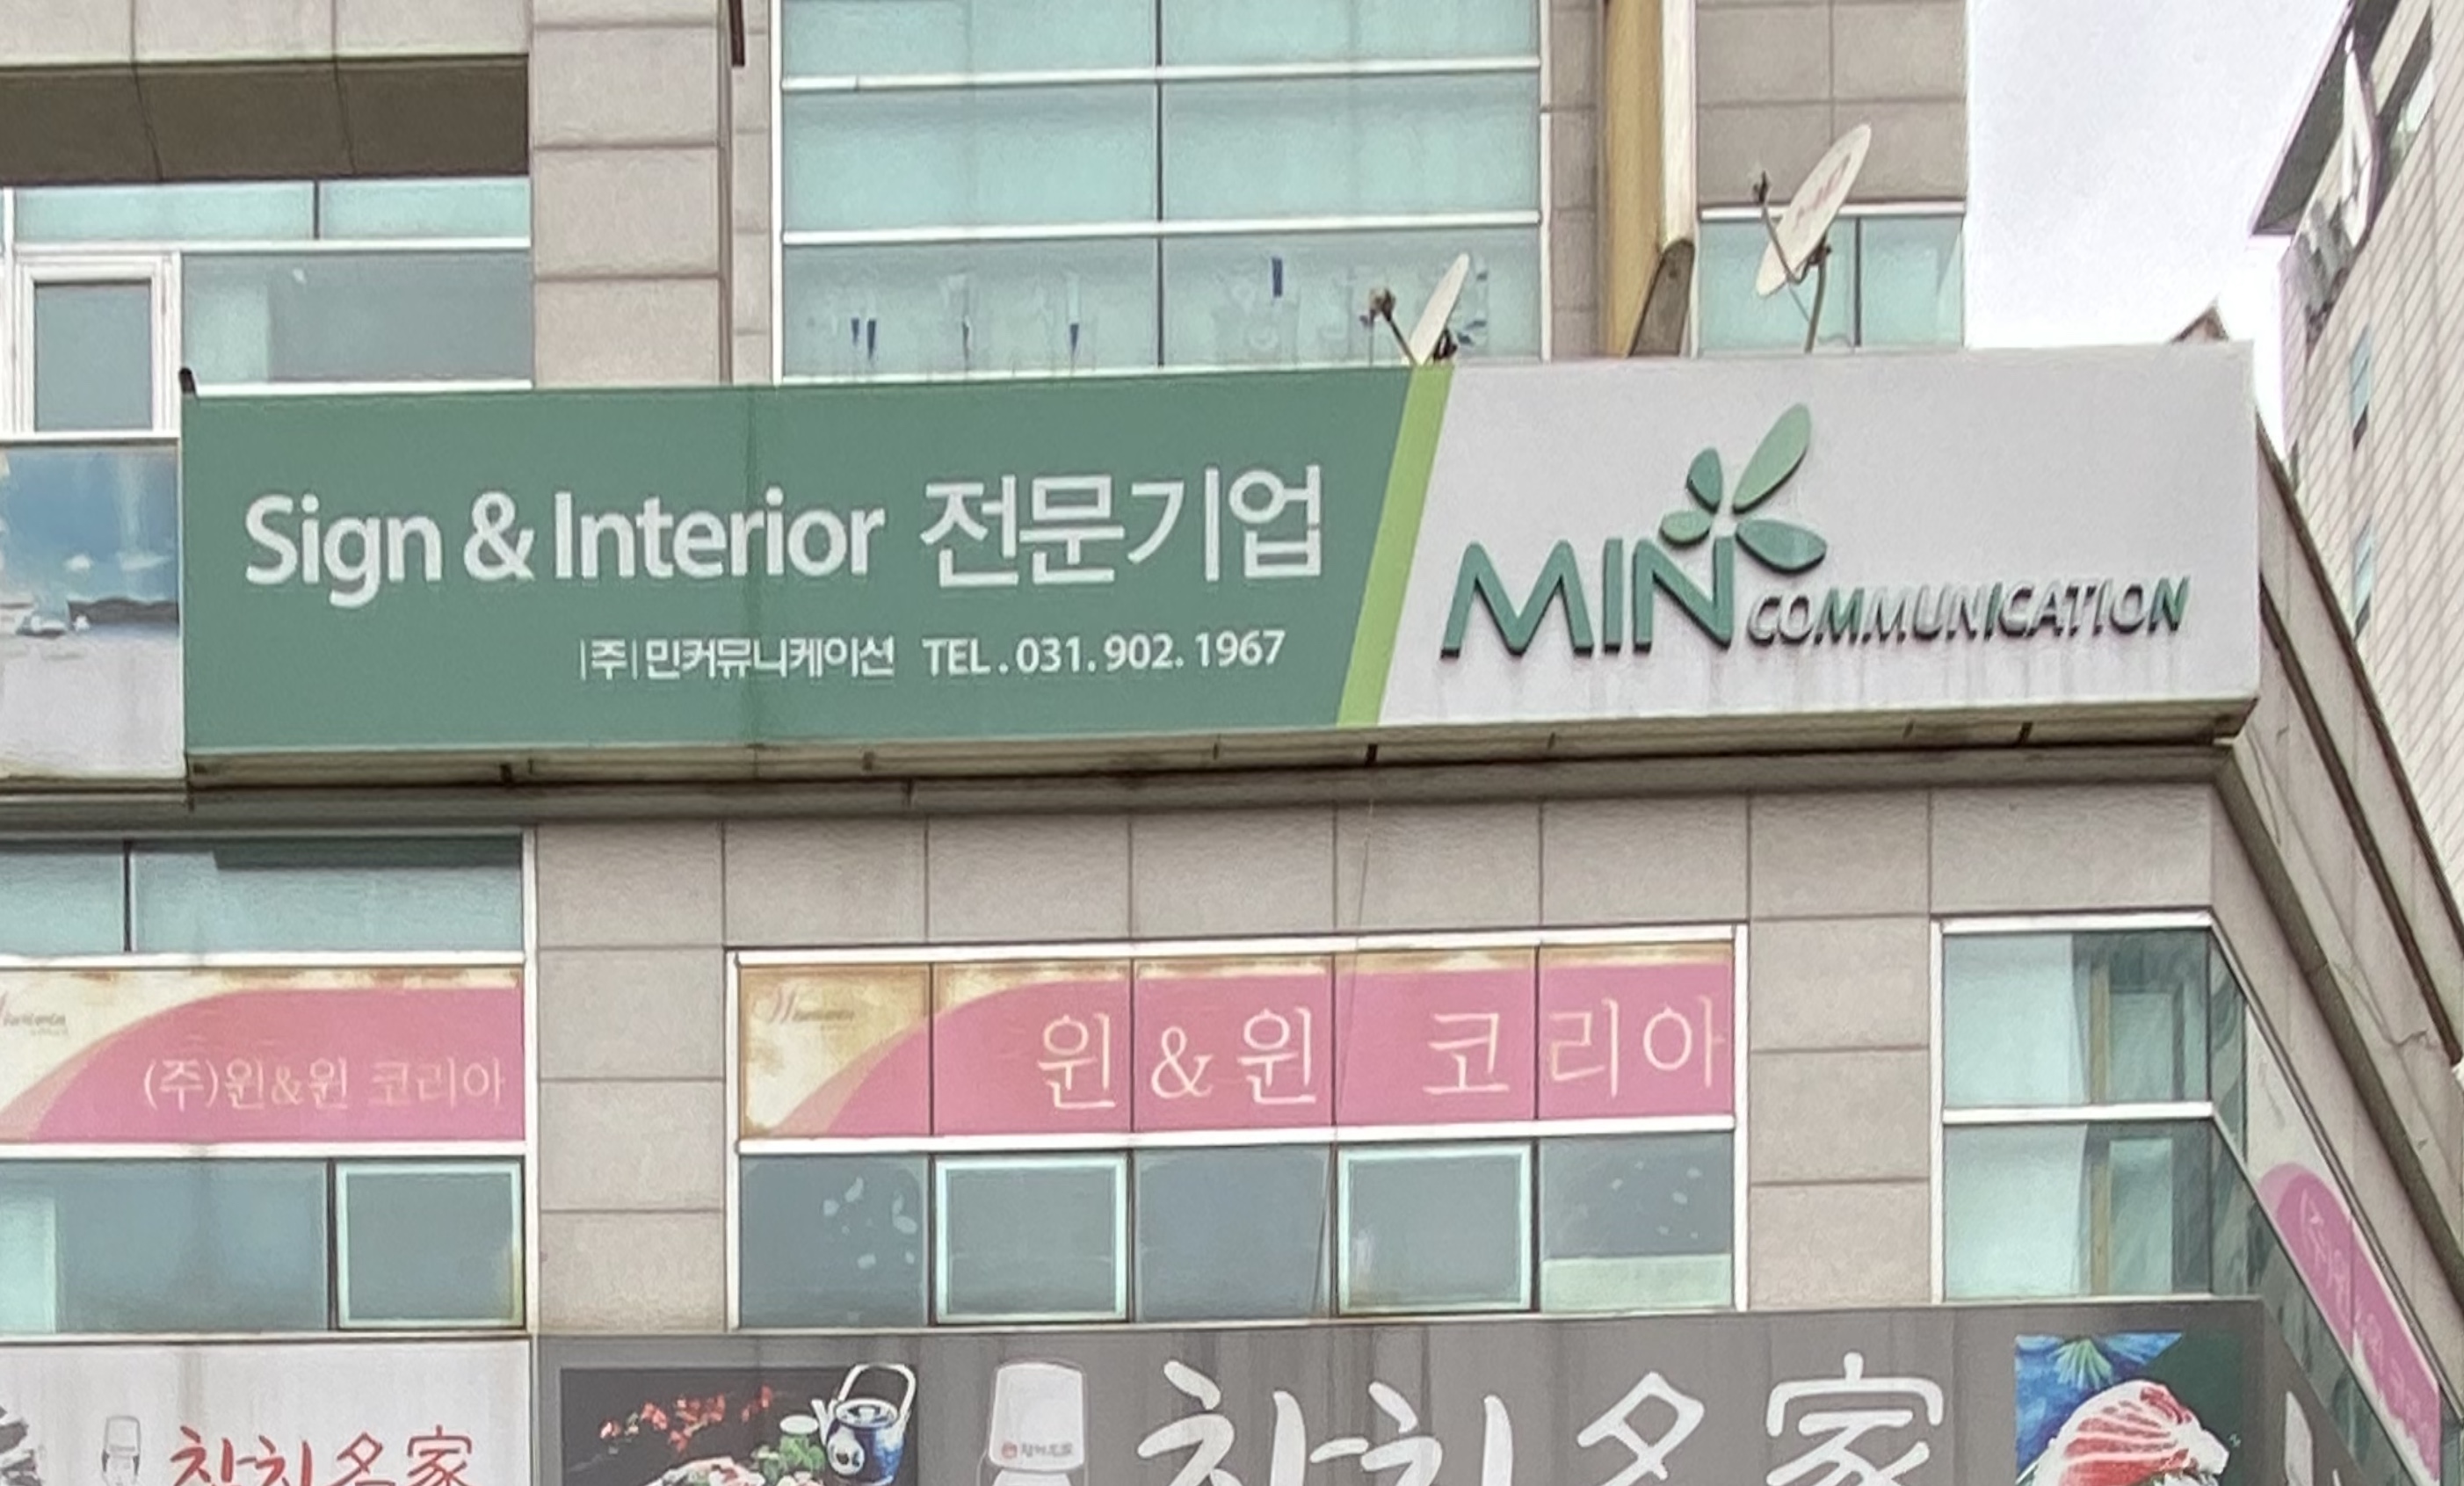 Sign & Interior 전문기업
|주| 민커뮤니케이션 TEL. 031. 902. 1967
MIN COMMUNICATION
(주)윈&윈 코리아
윈&윈 코리아
참치名家
참치名家